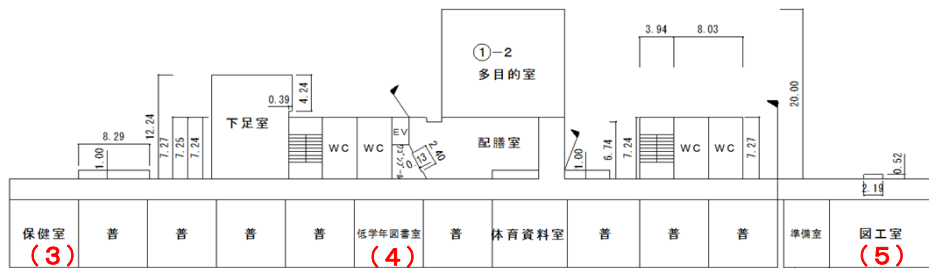 ①-2
多目的室
3.94
8.03
20.00
下足室
0.39
4.24
12.24
7.27
7.25
7.24
8.29
1.00
WC
WC
EV
配膳室
2.40
0.13
1.00
6.74
7.24
WC
WC
7.27
0.52
2.19
保健室
(3)
普
普
普
普
低学年図書室
(4)
普
体育資料室
普
普
普
準備室
図工室
(5)